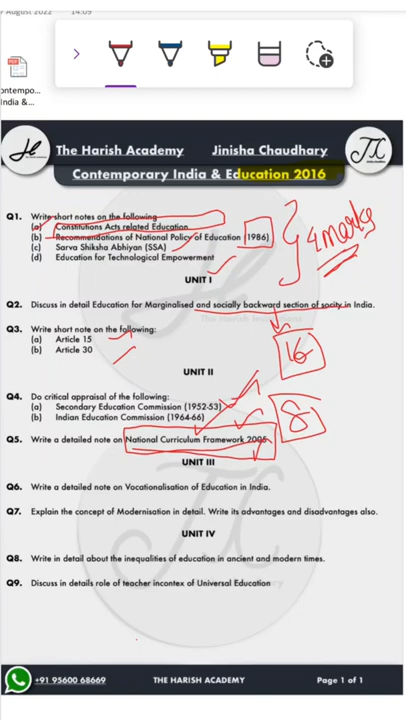 August 2022 14:09
PDF
ontempo...
India &...
The Harish Academy Jinisha Chaudhary
Contemporary India & Education 2016
Q1. Write short notes on the following
(a) Constitutions Acts related Education
(b) Recommendations of National Policy of Education (1986)
(c) Sarva Shiksha Abhiyan (SSA)
(d) Education for Technological Empowerment
4 marks
UNIT I
Q2. Discuss in detail Education for Marginalised and socially backward section of socity in India.
Q3. Write short note on the following:
(a) Article 15
(b) Article 30
16
UNIT II
Q4. Do critical appraisal of the following:
(a) Secondary Education Commission (1952-53)
(b) Indian Education Commission (1964-66)
8
Q5. Write a detailed note on National Curriculum Framework 2005
UNIT III
Q6. Write a detailed note on Vocationalisation of Education in India.
Q7. Explain the concept of Modernisation in detail. Write its advantages and disadvantages also.
UNIT IV
Q8. Write in detail about the inequalities of education in ancient and modern times.
Q9. Discuss in details role of teacher incontex of Universal Education
+91 95600 68669 THE HARISH ACADEMY Page 1 of 1